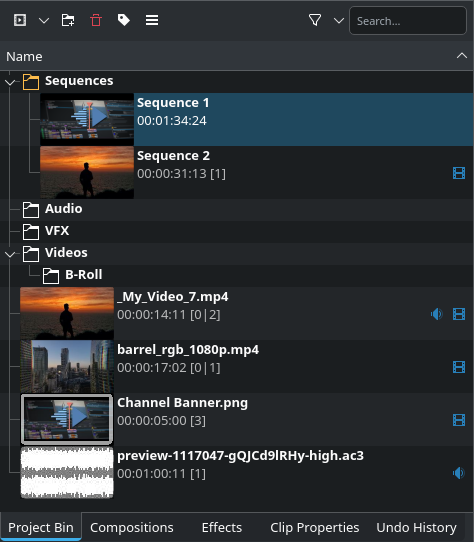 Search...
Name
Sequences
Sequence 1
00:01:34:24
Sequence 2
00:00:31:13 [1]
Audio
VFX
Videos
B-Roll
_My_Video_7.mp4
00:00:14:11 [0|2]
barrel_rgb_1080p.mp4
00:00:17:02 [0|1]
Channel Banner.png
00:00:05:00 [3]
preview-1117047-gQJCd9lRHy-high.ac3
00:01:00:11 [1]
Project Bin Compositions Effects Clip Properties Undo History